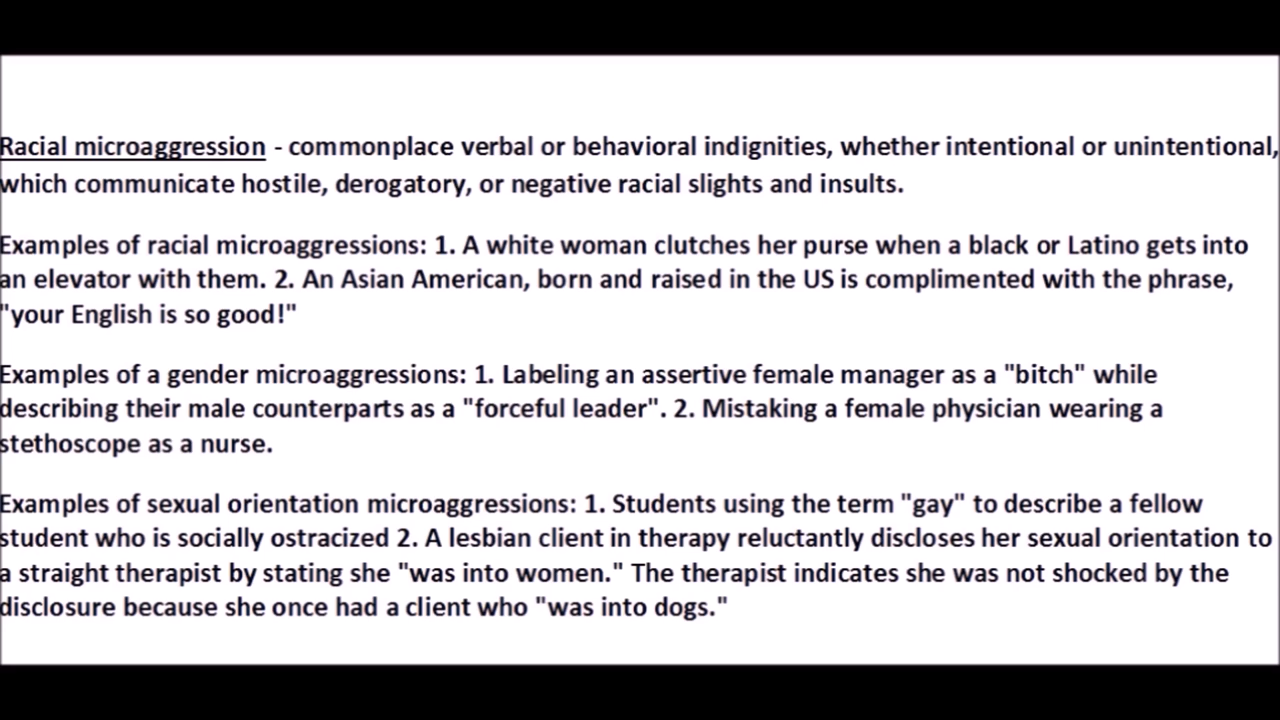 Racial microaggression - commonplace verbal or behavioral indignities, whether intentional or unintentional,
which communicate hostile, derogatory, or negative racial slights and insults.
Examples of racial microaggressions: 1. A white woman clutches her purse when a black or Latino gets into
an elevator with them. 2. An Asian American, born and raised in the US is complimented with the phrase,
"your English is so good!"
Examples of a gender microaggressions: 1. Labeling an assertive female manager as a "bitch" while
describing their male counterparts as a "forceful leader". 2. Mistaking a female physician wearing a
stethoscope as a nurse.
Examples of sexual orientation microaggressions: 1. Students using the term "gay" to describe a fellow
student who is socially ostracized 2. A lesbian client in therapy reluctantly discloses her sexual orientation to
a straight therapist by stating she "was into women." The therapist indicates she was not shocked by the
disclosure because she once had a client who "was into dogs."